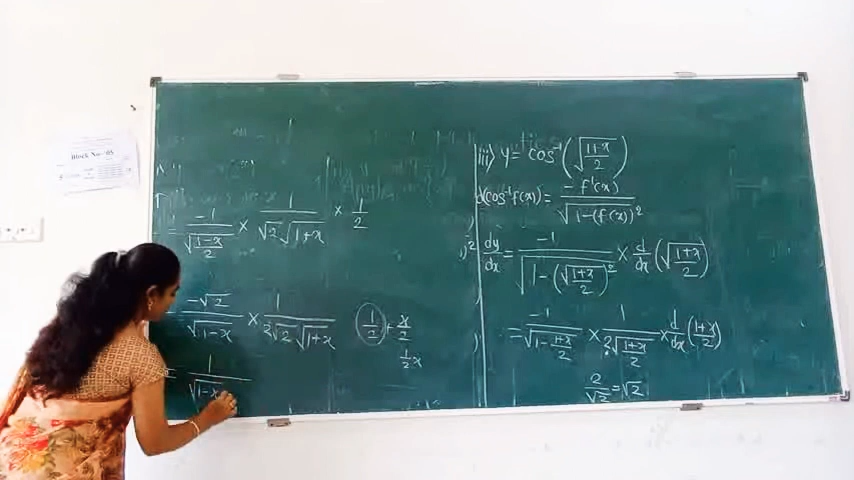 Block No- 05
iii) y = cos⁻¹(√((1+x)/2))
d(cos⁻¹f(x)) = -f'(x)/√(1-(f(x))²
dy/dx = -1/√(1-(√((1+x)/2))²) × d/dx(√((1+x)/2))
= -1/√(1-(1+x)/2) × 1/(2√((1+x)/2)) × d/dx((1+x)/2)
2/√2 = √2
= -1/√((1-x)/2) × 1/(√2 √(1+x)) × 1/2
-√2/√(1-x) × 1/(2√2 √(1+x))
1/2 + x/2
1/2 x
= 1/√(1-x